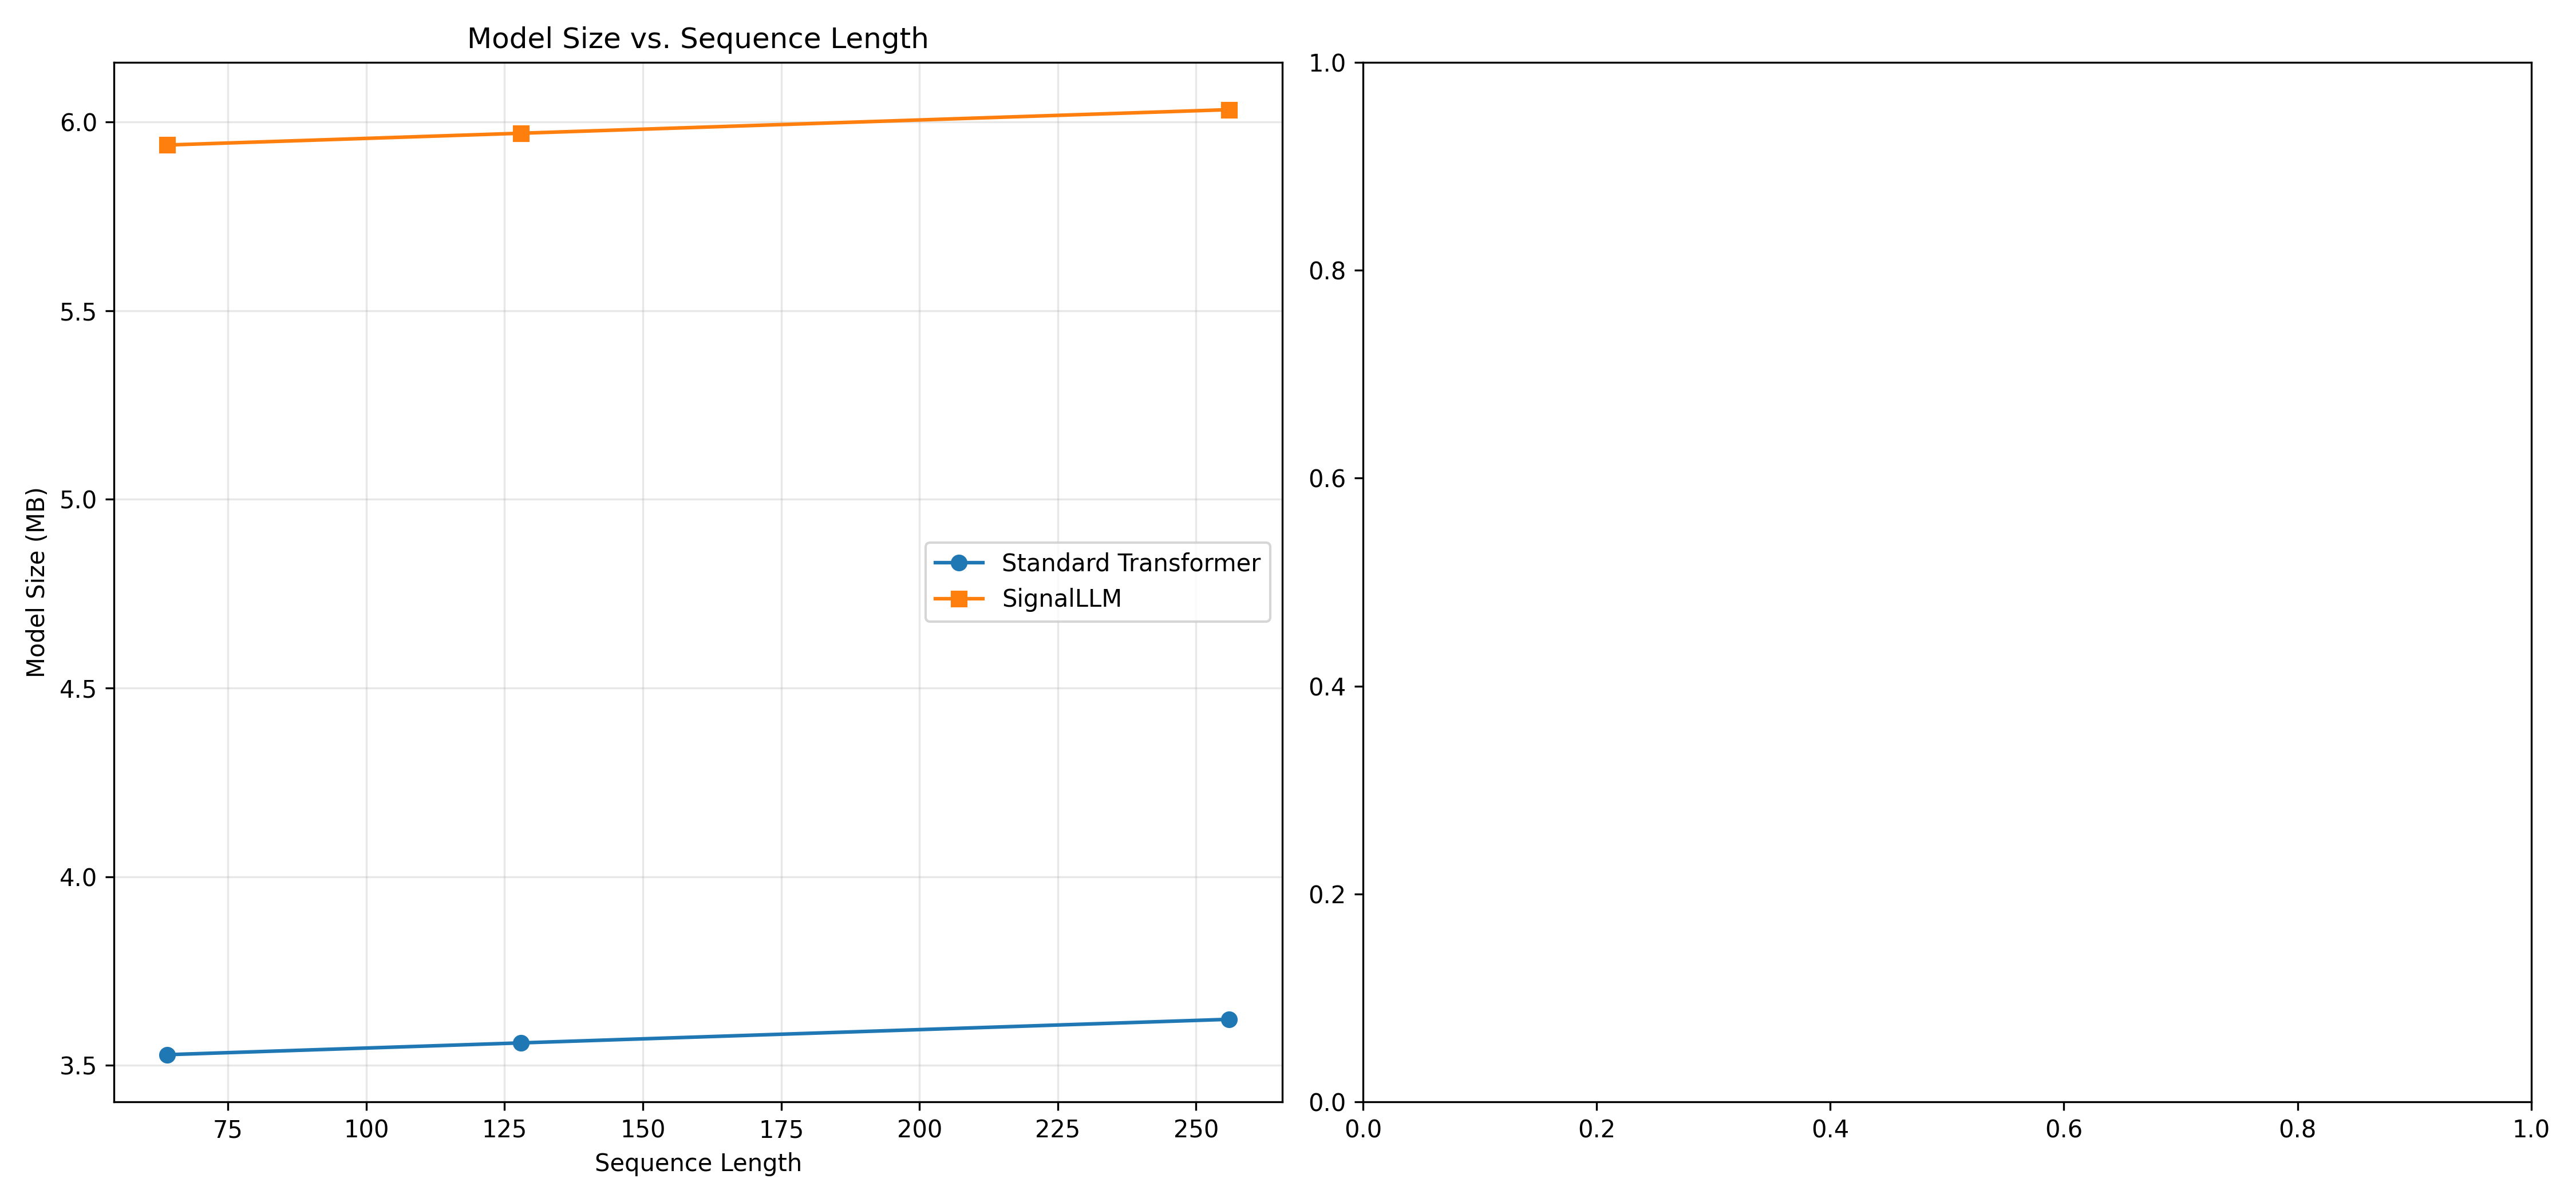 Model Size vs. Sequence Length
Model Size (MB)
6.0
5.5
5.0
4.5
4.0
3.5
75 100 125 150 175 200 225 250
Sequence Length
Standard Transformer
SignalLLM
1.0
0.8
0.6
0.4
0.2
0.0
0.0 0.2 0.4 0.6 0.8 1.0